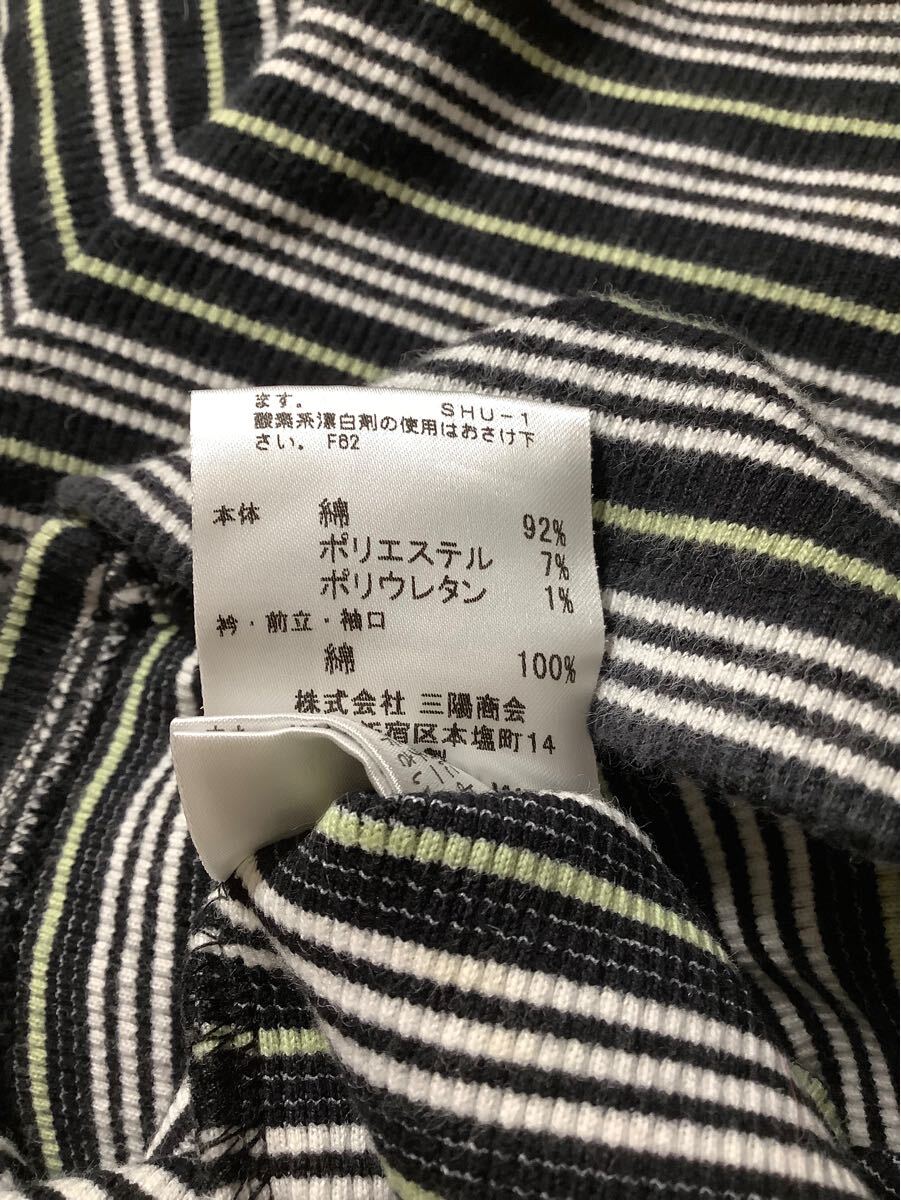 ます。 SHU-1
酸素系漂白剤の使用はおさけ下
さい。 F62
本体 綿 92%
ポリエステル 7%
ポリウレタン 1%
衿・前立・袖口
綿 100%
株式会社 三陽商会
新宿区本塩町14